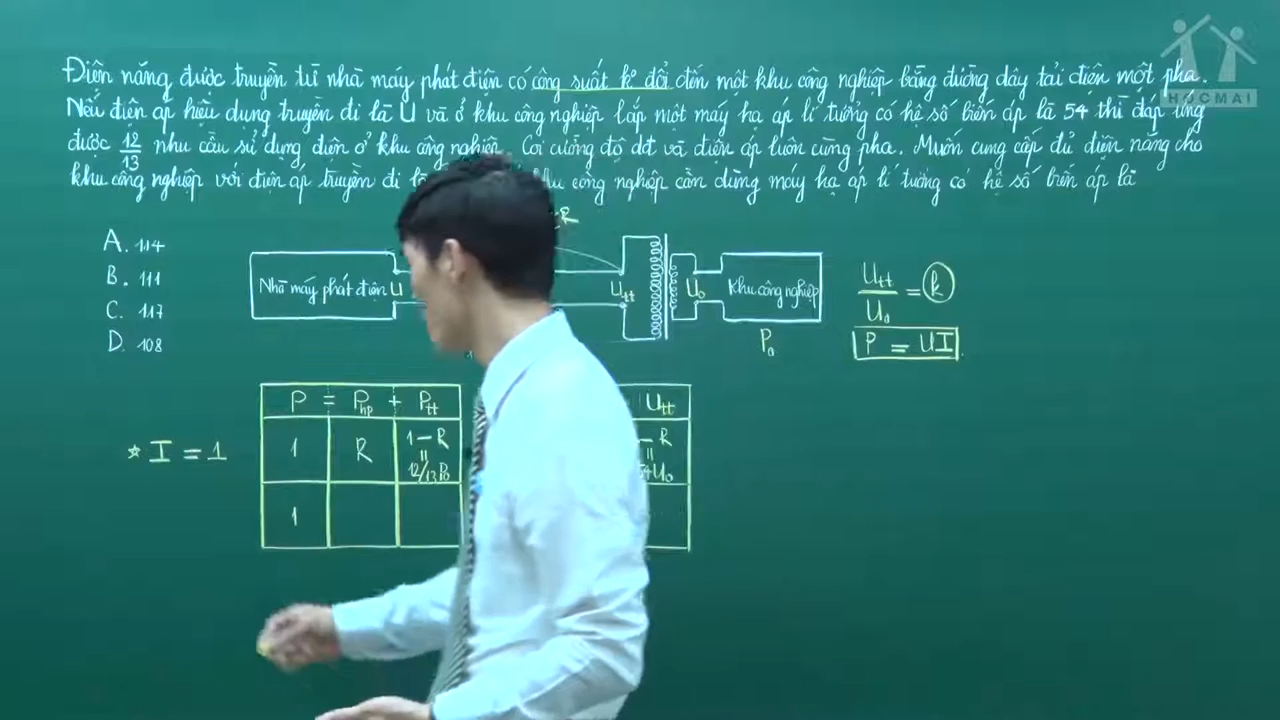 HOCMAI
Điện năng được truyền từ nhà máy phát điện có công suất k° đổi đến một khu công nghiệp bằng đường dây tải điện một pha.
Nếu điện áp hiệu dụng truyền đi là U và ở khu công nghiệp lắp một máy hạ áp lí tưởng có hệ số biến áp là 54 thì đáp ứng
được 12/13 nhu cầu sử dụng điện ở khu công nghiệp. Coi cường độ dđ và điện áp luôn cùng pha. Muốn cung cấp đủ điện năng cho
khu công nghiệp với điện áp truyền đi công nghiệp cần dùng máy hạ áp lí tưởng có hệ số biến áp là
A. 114
B. 111
C. 117
D. 108
R
Nhà máy phát điện U
Utt
U₀
Khu công nghiệp
P₀
Utt/U₀ = k
P = UI
P = Php + Ptt
Utt
* I = 1
1 R 1 – R = 12/13 P₀
– R = 54U₀
1